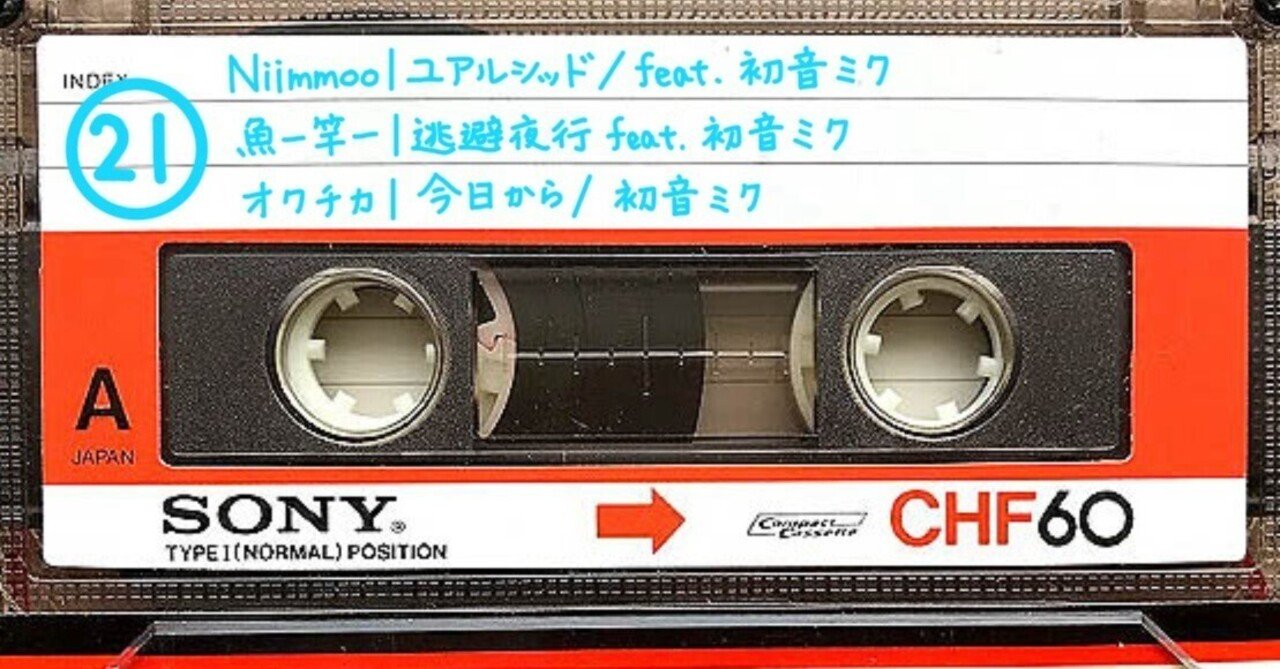 INDEX
21
Niimmoo|ユアルシッド/feat.初音ミク
魚一竿一|逃避夜行 feat.初音ミク
オワチカ|今日から/初音ミク
A
JAPAN
SONY®
TYPE I (NORMAL) POSITION
Compact Cassette
CHF60